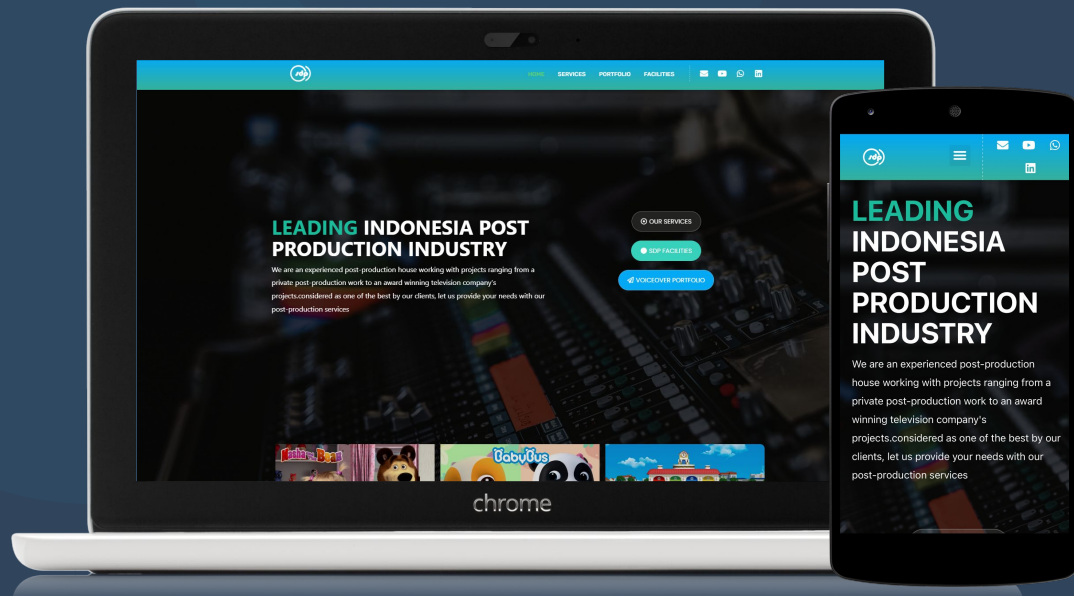 sdp
HOME SERVICES PORTFOLIO FACILITIES
LEADING INDONESIA POST
PRODUCTION INDUSTRY
We are an experienced post-production house working with projects ranging from a
private post-production work to an award winning television company's
projects.considered as one of the best by our clients, let us provide your needs with our
post-production services
OUR SERVICES
SDP FACILITIES
VOICEOVER PORTFOLIO
Masha and the Bear
BabyBus
chrome
sdp
in
LEADING
INDONESIA
POST
PRODUCTION
INDUSTRY
We are an experienced post-production
house working with projects ranging from a
private post-production work to an award
winning television company's
projects.considered as one of the best by our
clients, let us provide your needs with our
post-production services